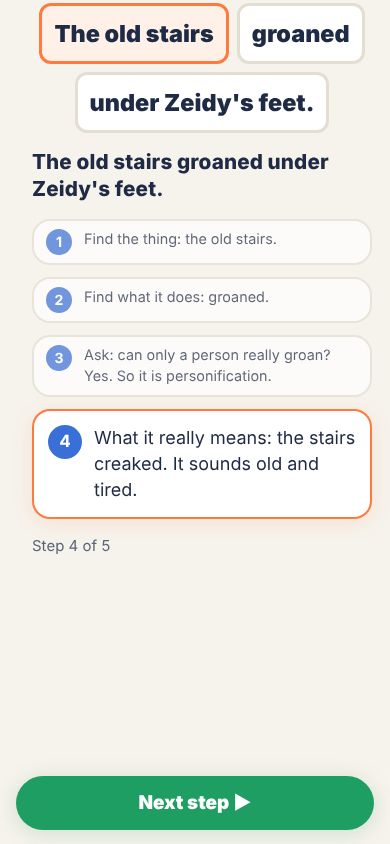 The old stairs groaned
under Zeidy's feet.
The old stairs groaned under
Zeidy's feet.
1 Find the thing: the old stairs.
2 Find what it does: groaned.
3 Ask: can only a person really groan?
Yes. So it is personification.
4 What it really means: the stairs
creaked. It sounds old and
tired.
Step 4 of 5
Next step ▶